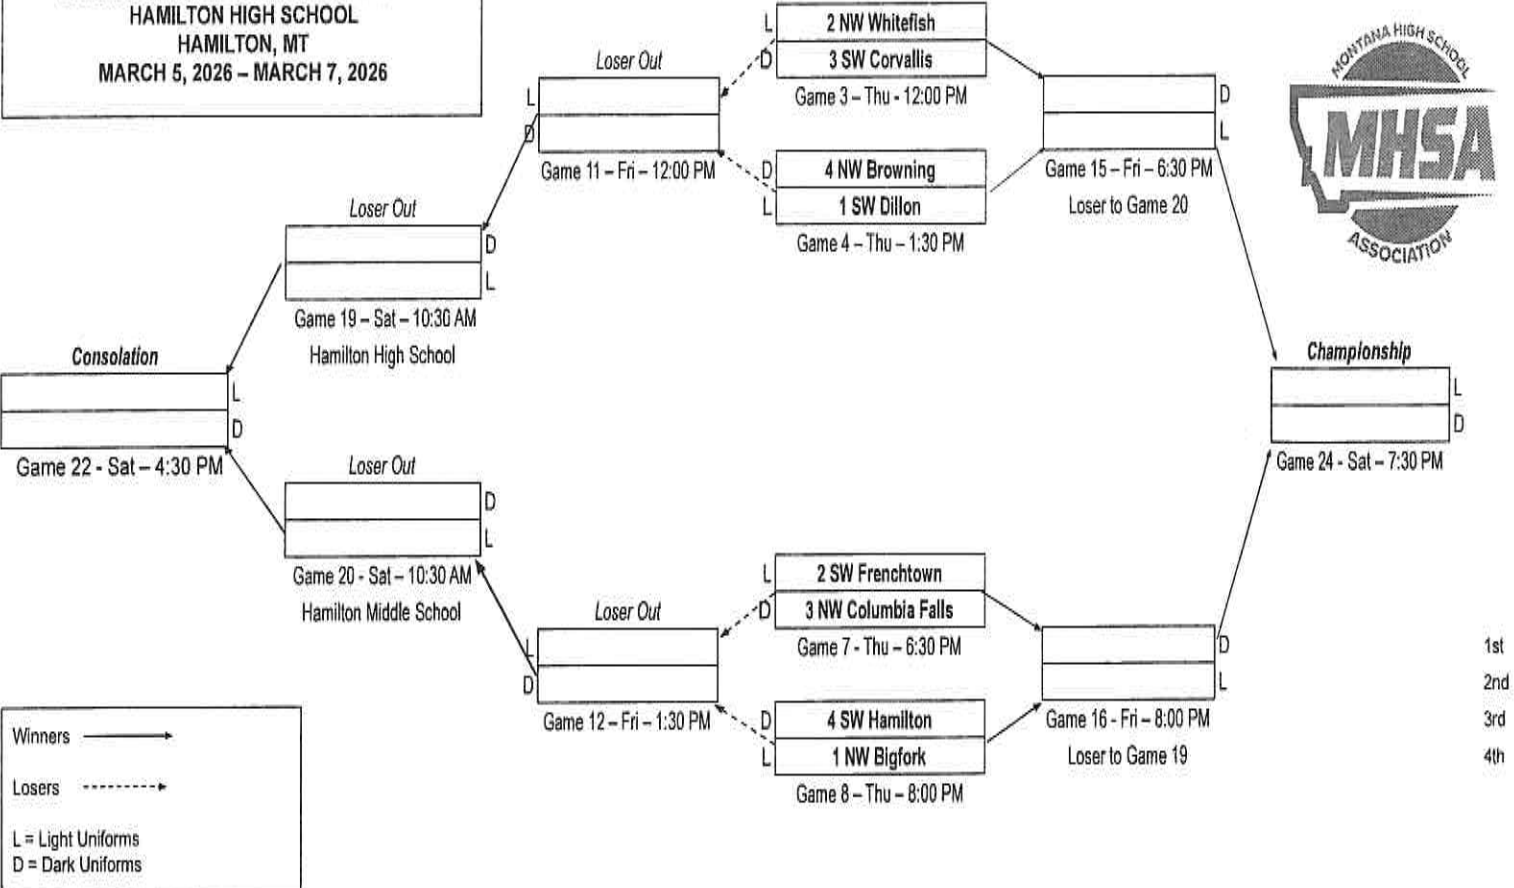 HAMILTON HIGH SCHOOL
HAMILTON, MT
MARCH 5, 2026 – MARCH 7, 2026
L
2 NW Whitefish
D
3 SW Corvallis
Game 3 – Thu - 12:00 PM
Loser Out
L
D
Game 11 – Fri – 12:00 PM
D
4 NW Browning
L
1 SW Dillon
Game 4 – Thu – 1:30 PM
D
L
Game 15 – Fri – 6:30 PM
Loser to Game 20
MONTANA HIGH SCHOOL
MHSA
ASSOCIATION
Loser Out
D
L
Game 19 – Sat – 10:30 AM
Hamilton High School
Consolation
L
D
Game 22 - Sat – 4:30 PM
Championship
L
D
Game 24 - Sat – 7:30 PM
Loser Out
D
L
Game 20 - Sat – 10:30 AM
Hamilton Middle School
L
2 SW Frenchtown
D
3 NW Columbia Falls
Game 7 - Thu – 6:30 PM
Loser Out
L
D
Game 12 – Fri – 1:30 PM
D
4 SW Hamilton
L
1 NW Bigfork
Game 8 – Thu – 8:00 PM
D
L
Game 16 - Fri – 8:00 PM
Loser to Game 19
1st
2nd
3rd
4th
Winners
Losers
L = Light Uniforms
D = Dark Uniforms